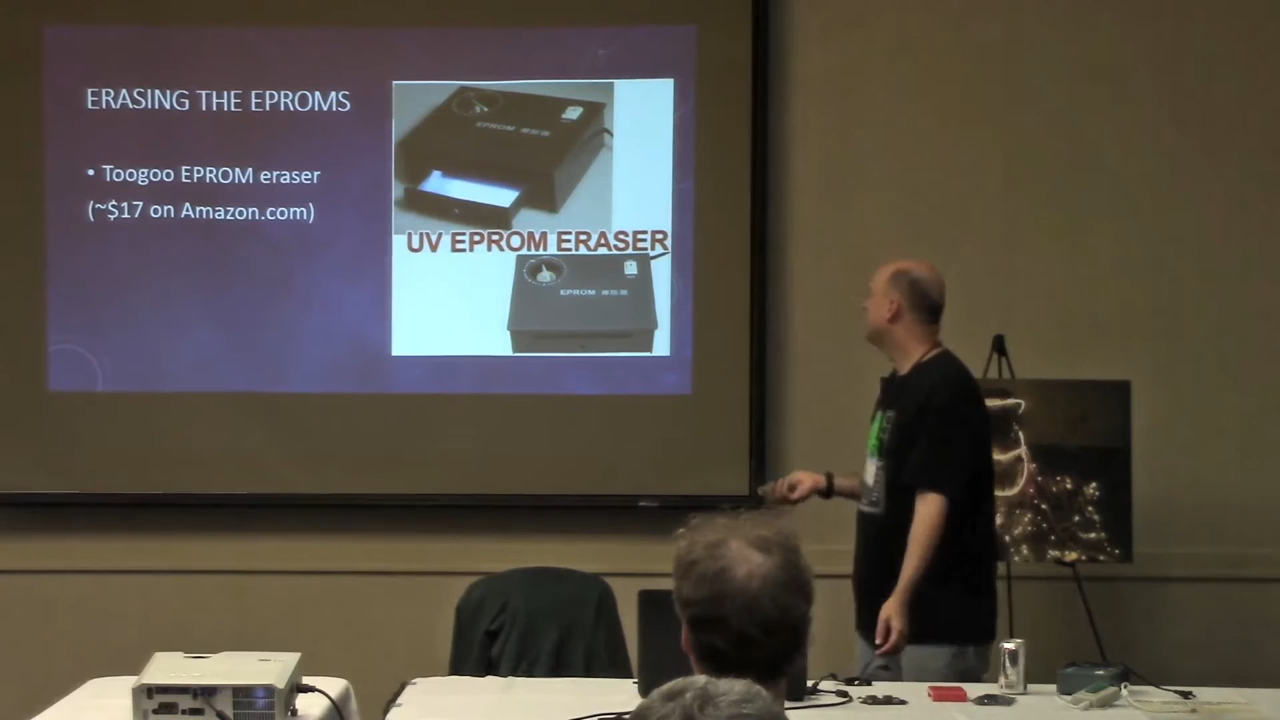 ERASING THE EPROMS
• Toogoo EPROM eraser
(~$17 on Amazon.com)
EPROM
UV EPROM ERASER
EPROM